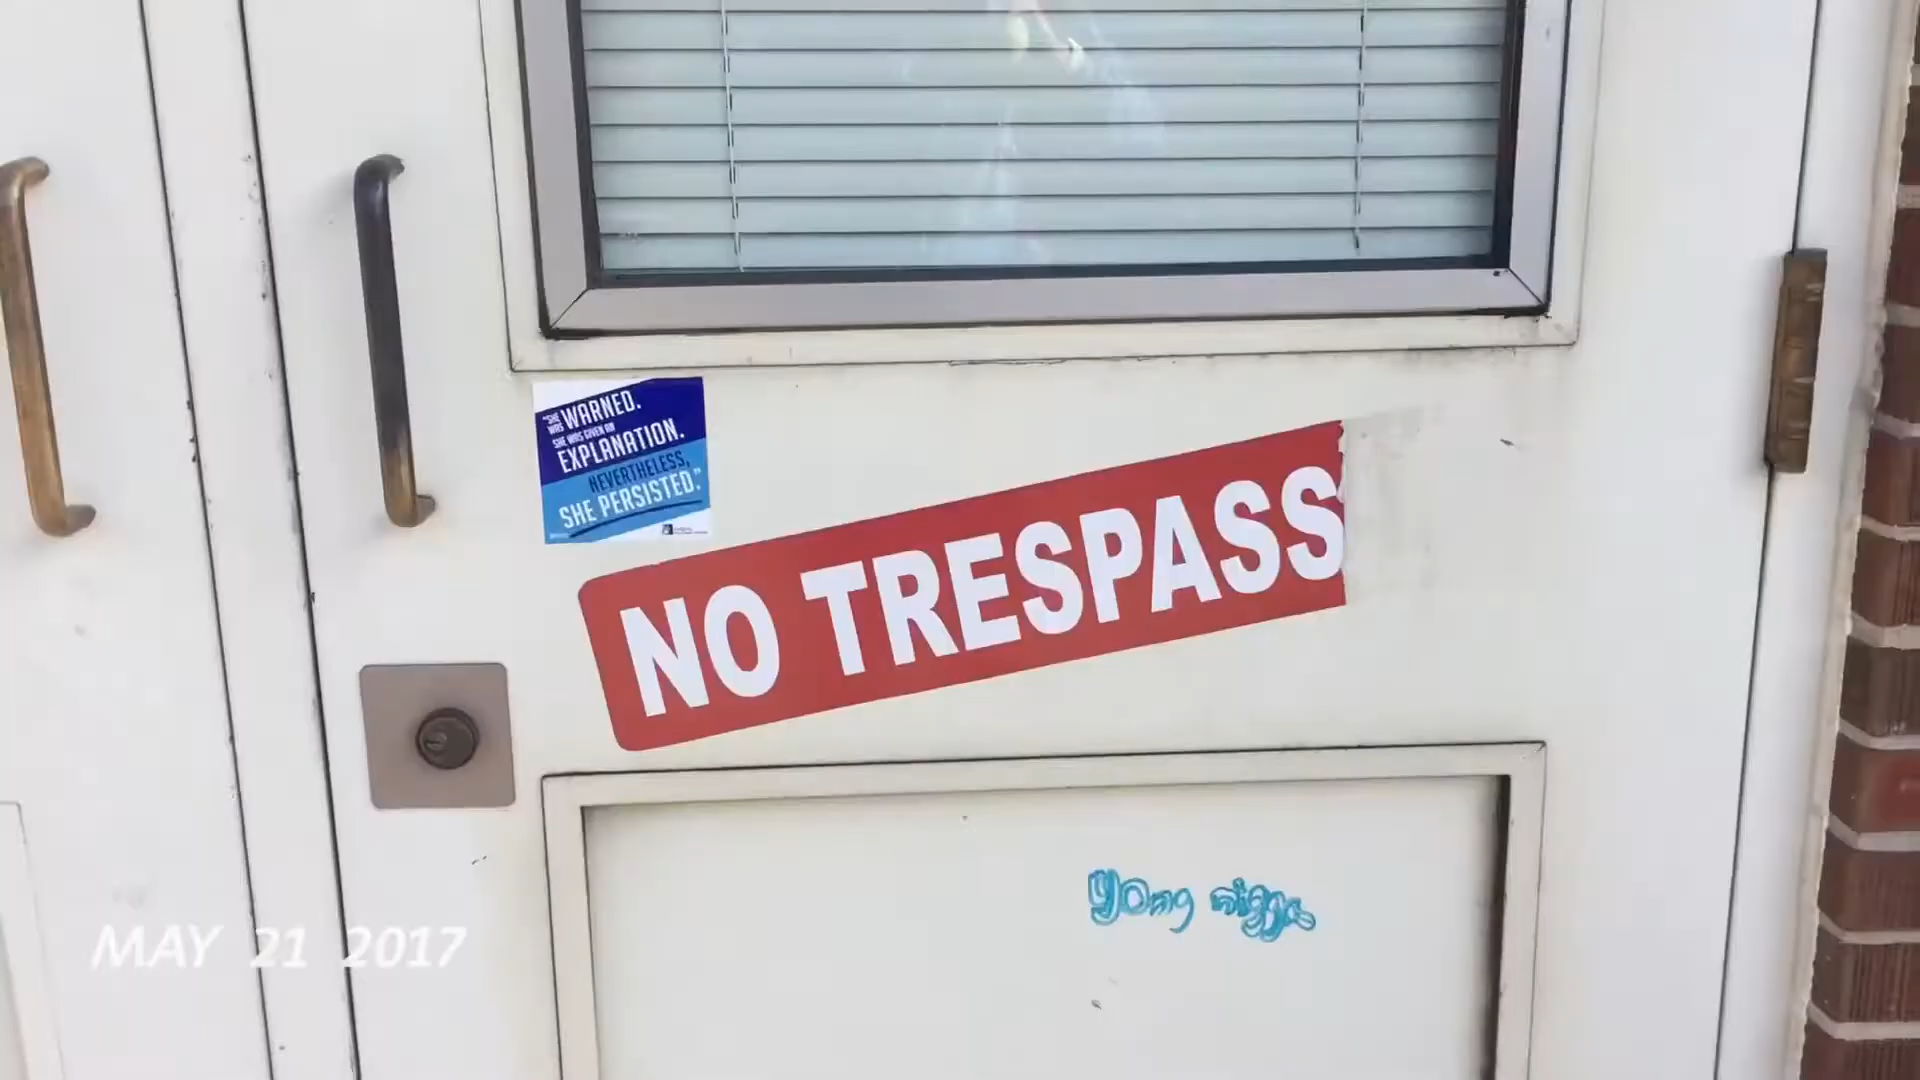 "SHE WAS WARNED.
SHE WAS GIVEN AN
EXPLANATION.
NEVERTHELESS,
SHE PERSISTED."
NO TRESPASS
yong nigga
MAY 21 2017